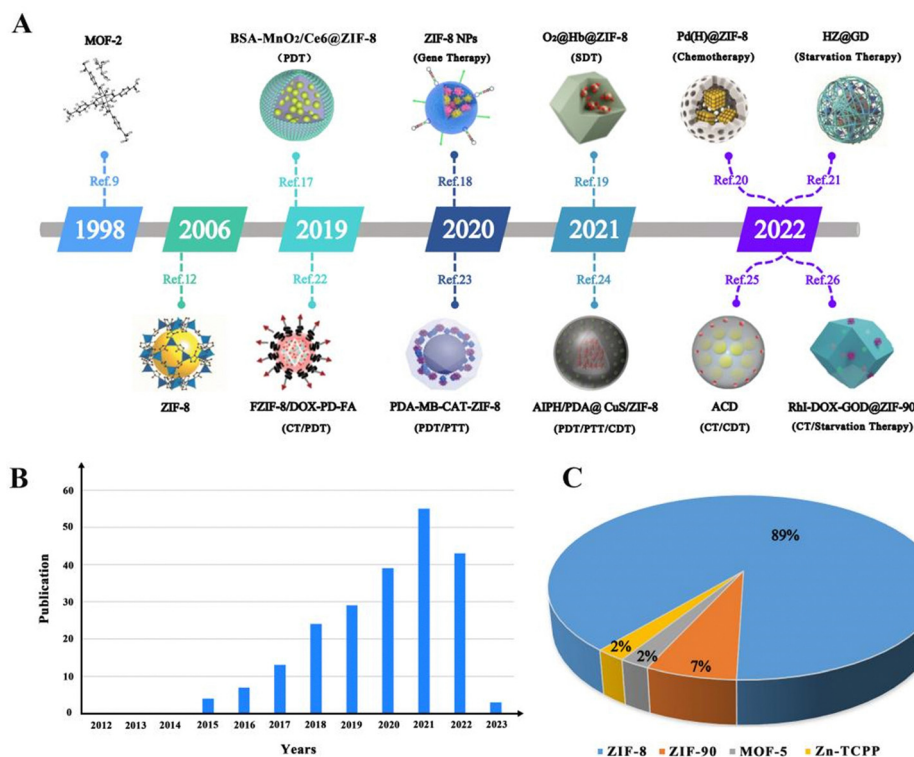 A
MOF-2
BSA-MnO2/Ce6@ZIF-8
(PDT)
ZIF-8 NPs
(Gene Therapy)
O2@Hb@ZIF-8
(SDT)
Pd(H)@ZIF-8
(Chemotherapy)
HZ@GD
(Starvation Therapy)
Ref.9
Ref.17
Ref.18
Ref.19
Ref.20
Ref.21
1998
2006
2019
2020
2021
2022
Ref.12
Ref.22
Ref.23
Ref.24
Ref.25
Ref.26
ZIF-8
FZIF-8/DOX-PD-FA
(CT/PDT)
PDA-MB-CAT-ZIF-8
(PDT/PTT)
AIPH/PDA@ CuS/ZIF-8
(PDT/PTT/CDT)
ACD
(CT/CDT)
RhI-DOX-GOD@ZIF-90
(CT/Starvation Therapy)
B
Publication
60
50
40
30
20
10
0
2012 2013 2014 2015 2016 2017 2018 2019 2020 2021 2022 2023
Years
C
89%
2%
2%
7%
ZIF-8 ZIF-90 MOF-5 Zn-TCPP